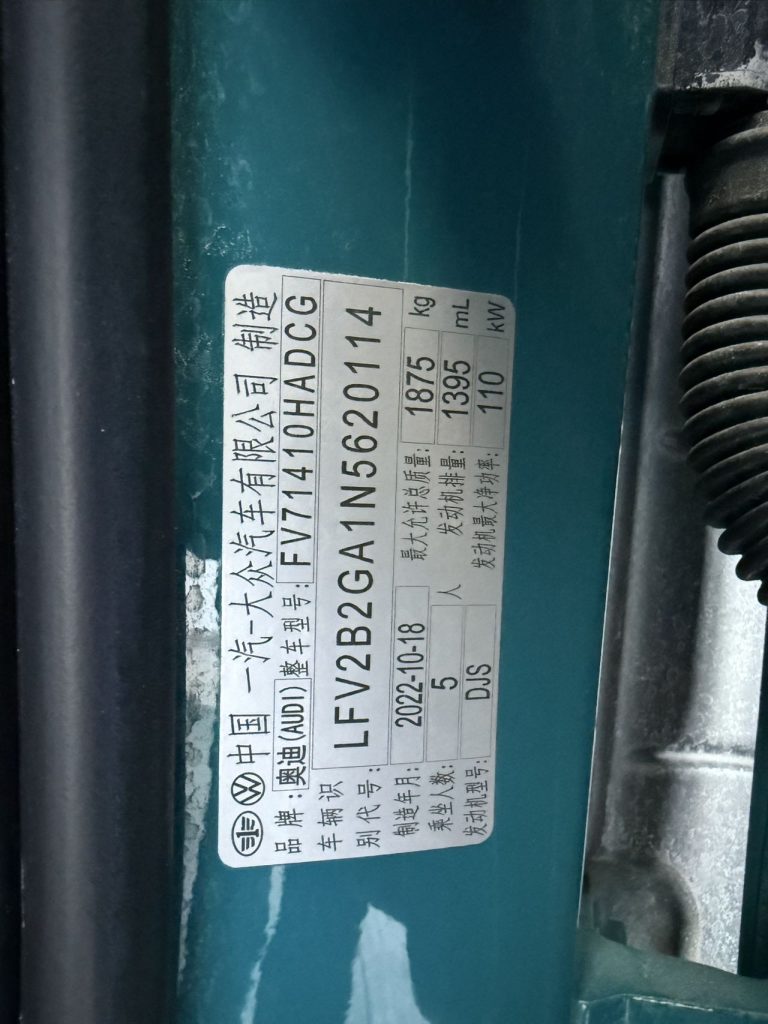 中国 一汽-大众汽车有限公司 制造
品牌:奥迪(AUDI) 整车型号: FV71410HADCG
车辆识别代号: LFV2B2GA1N5620114
制造年月: 2022-10-18 最大允许总质量: 1875 kg
乘坐人数: 5 人 发动机排量: 1395 mL
发动机型号: DJS 发动机最大净功率: 110 kW